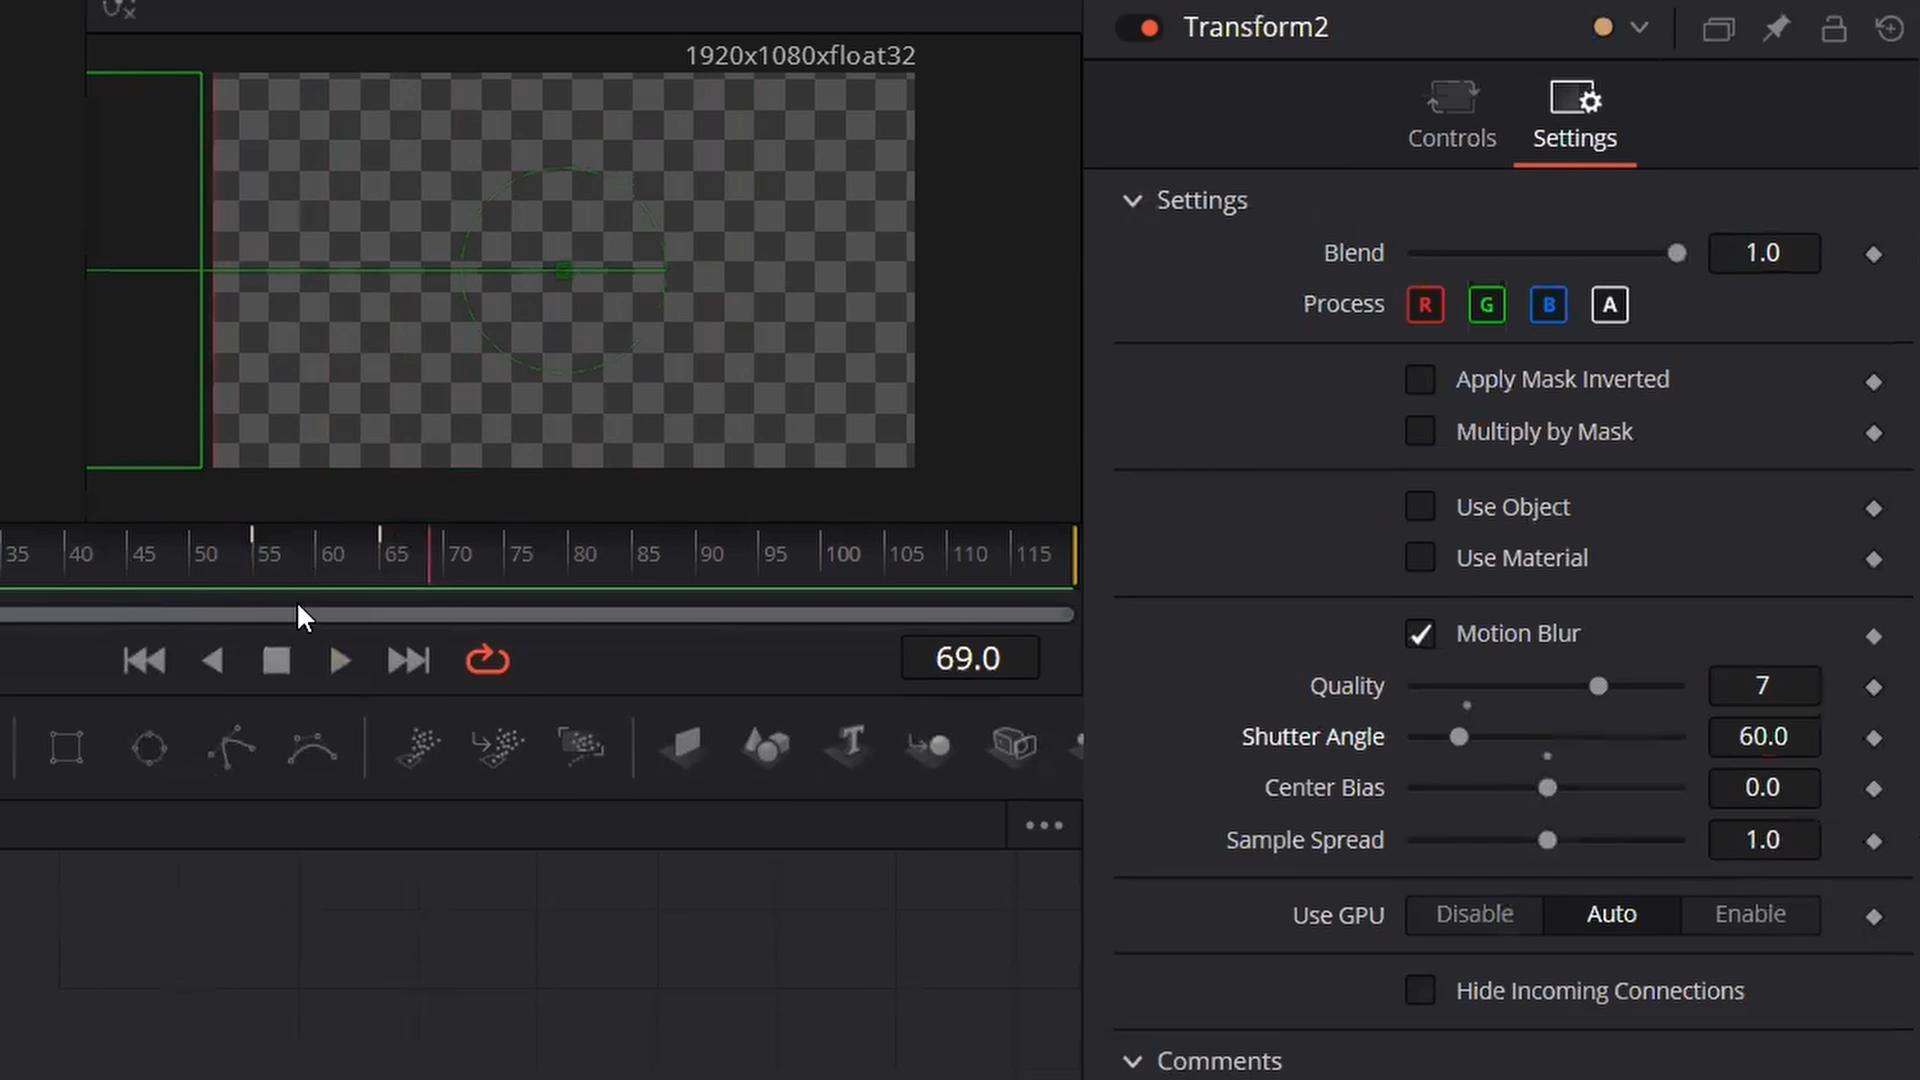 1920x1080xfloat32
35 40 45 50 55 60 65 70 75 80 85 90 95 100 105 110 115
69.0
T
Transform2
Controls Settings
Settings
Blend 1.0
Process R G B A
Apply Mask Inverted
Multiply by Mask
Use Object
Use Material
Motion Blur
Quality 7
Shutter Angle 60.0
Center Bias 0.0
Sample Spread 1.0
Use GPU Disable Auto Enable
Hide Incoming Connections
Comments